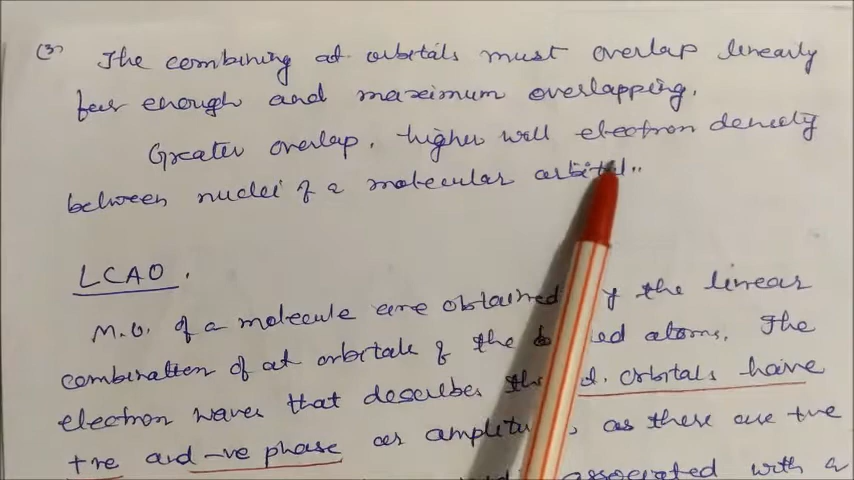 (3) The combining at orbitals must overlap linearly
far enough and maximum overlapping.
Greater overlap, higher will electron density
between nuclei of a molecular orbital.
LCAO.
M.O. of a molecule are obtained by the linear
combination of at orbitals of the ed atoms. The
electron waves that describes the at. orbitals have
+ve and -ve phase or amplitu, as there are +ve
associated with a